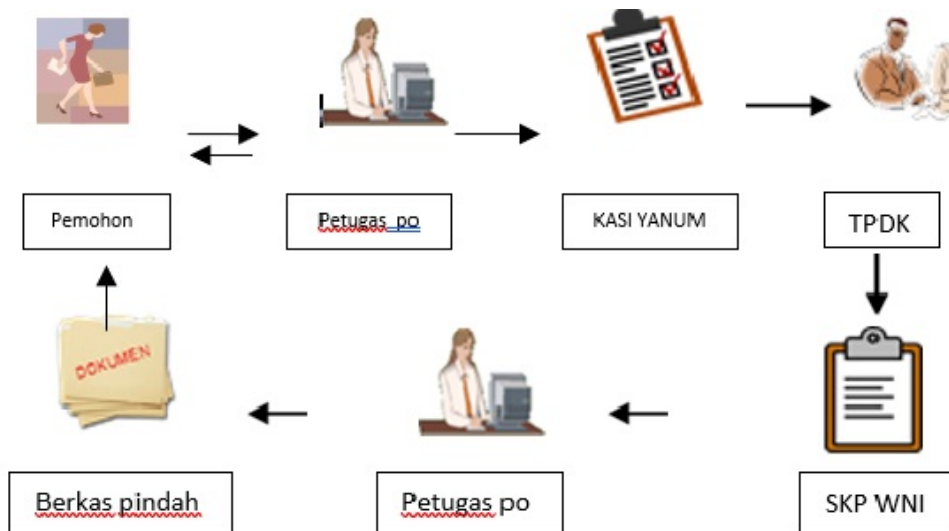 Pemohon
Petugas po
KASI YANUM
TPDK
DOKUMEN
Berkas pindah
Petugas po
SKP WNI